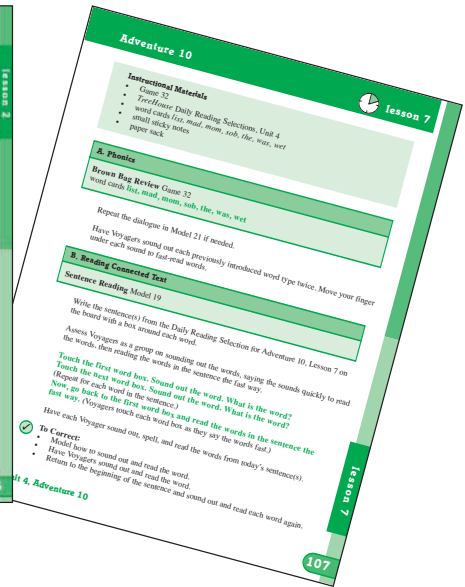 lesson 2
Adventure 10
lesson 7
Instructional Materials
• Game 32
• TreeHouse Daily Reading Selections, Unit 4
• word cards list, mad, mom, sob, the, was, wet
• small sticky notes
• paper sack
A. Phonics
Brown Bag Review Game 32
word cards list, mad, mom, sob, the, was, wet
Repeat the dialogue in Model 21 if needed.
Have Voyagers sound out each previously introduced word type twice. Move your finger
under each sound to fast-read words.
B. Reading Connected Text
Sentence Reading Model 19
Write the sentence(s) from the Daily Reading Selection for Adventure 10, Lesson 7 on
the board with a box around each word.
Assess Voyagers as a group on sounding out the words, saying the sounds quickly to read
the words, then reading the words in the sentence the fast way.
Touch the first word box. Sound out the word. What is the word?
Touch the next word box. Sound out the word. What is the word?
(Repeat for each word in the sentence.)
Now, go back to the first word box and read the words in the sentence the
fast way. (Voyagers touch each word box as they say the words fast.)
Have each Voyager sound out, spell, and read the words from today's sentence(s).
To Correct:
• Model how to sound out and read the word.
• Have Voyagers sound out and read the word.
• Return to the beginning of the sentence and sound out and read each word again.
lesson 7
it 4, Adventure 10
107